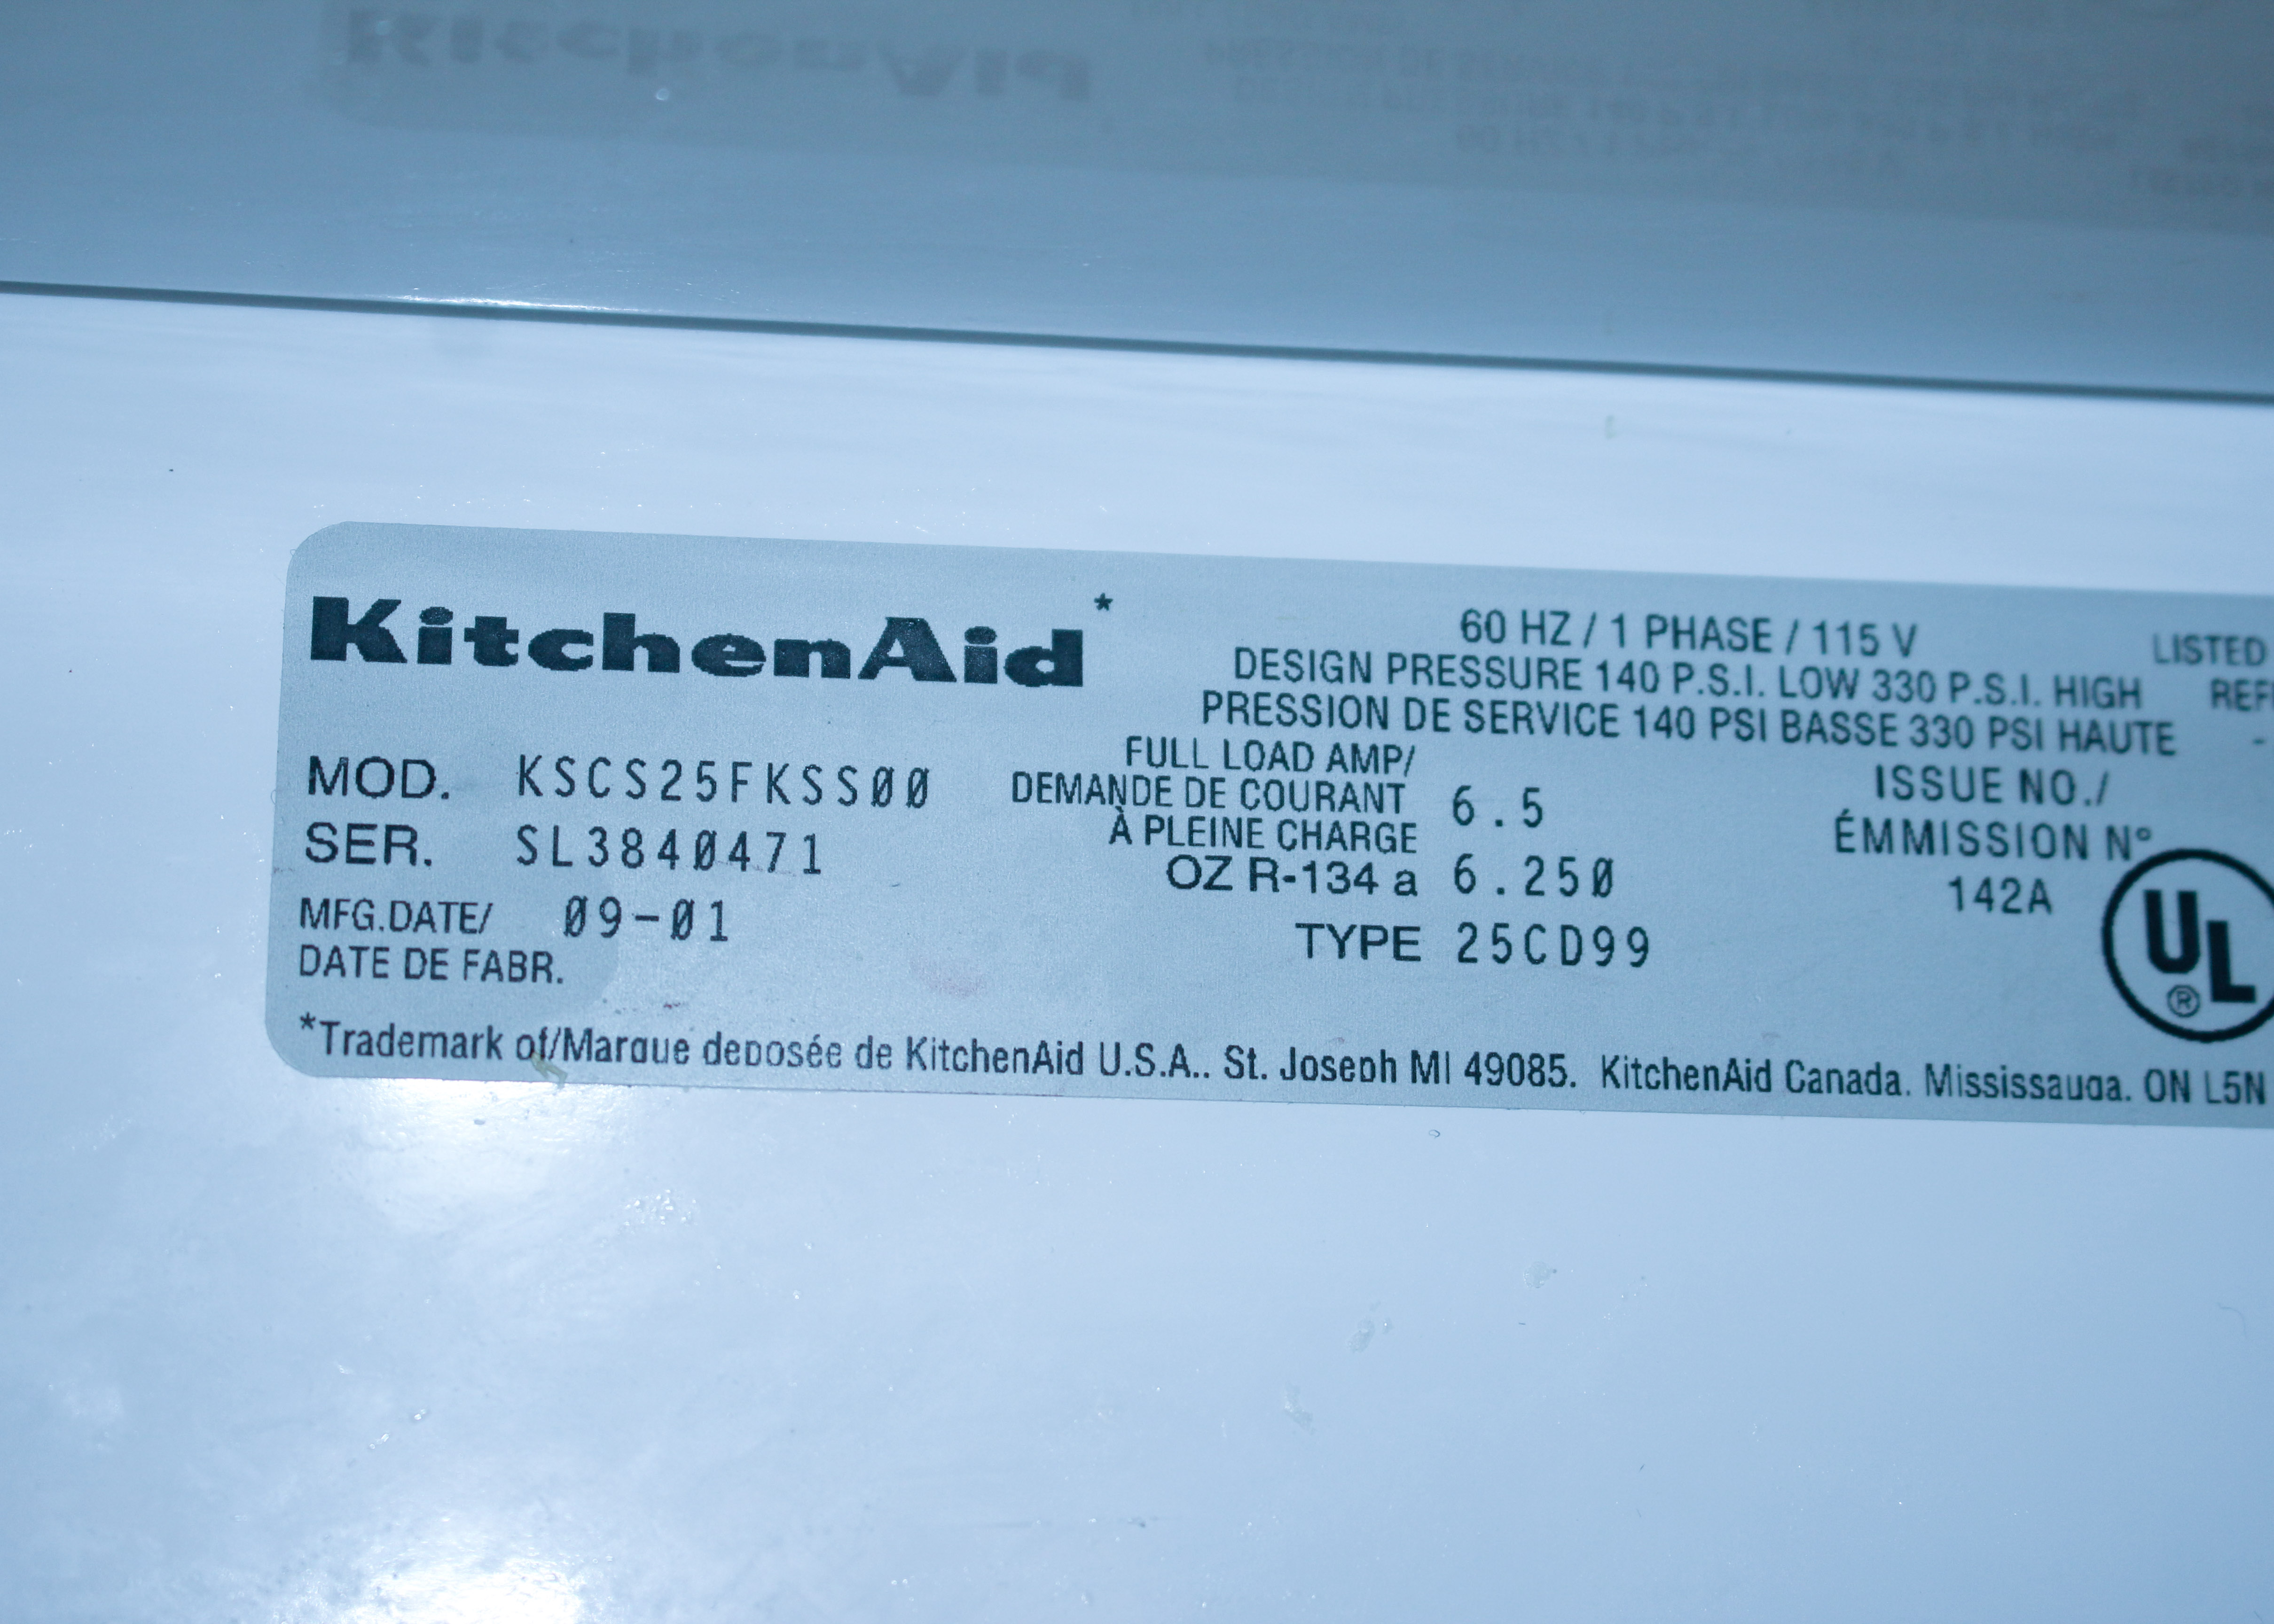 KitchenAid*
60 HZ / 1 PHASE / 115 V
DESIGN PRESSURE 140 P.S.I. LOW 330 P.S.I. HIGH
PRESSION DE SERVICE 140 PSI BASSE 330 PSI HAUTE
LISTED
MOD. KSCS25FKSS00
SER. SL3840471
MFG.DATE/ 09-01
DATE DE FABR.
FULL LOAD AMP/
DEMANDE DE COURANT 6.5
À PLEINE CHARGE
OZ R-134 a 6.250
TYPE 25CD99
ISSUE NO./
ÉMMISSION N°
142A
UL
®
*Trademark of/Marque deposée de KitchenAid U.S.A.. St. Joseph MI 49085. KitchenAid Canada. Mississauga. ON L5N